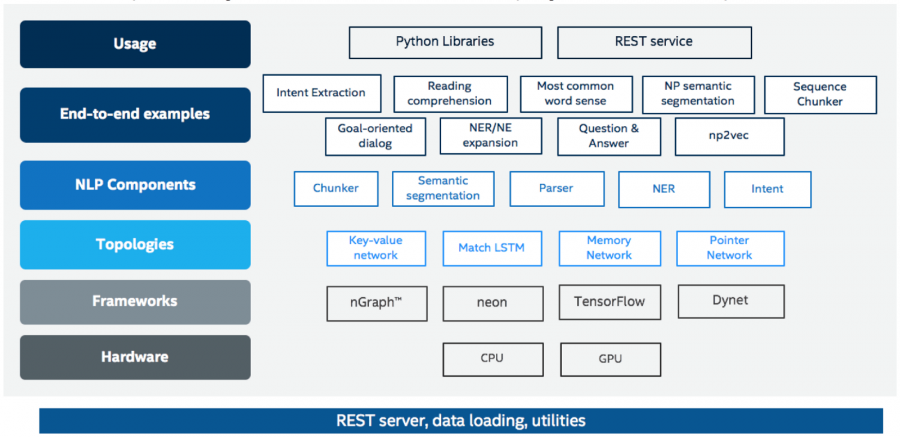 Usage
Python Libraries
REST service
End-to-end examples
Intent Extraction
Reading
comprehension
Most common
word sense
NP semantic
segmentation
Sequence
Chunker
Goal-oriented
dialog
NER/NE
expansion
Question &
Answer
np2vec
NLP Components
Chunker
Semantic
segmentation
Parser
NER
Intent
Topologies
Key-value
network
Match LSTM
Memory
Network
Pointer
Network
Frameworks
nGraph™
neon
TensorFlow
Dynet
Hardware
CPU
GPU
REST server, data loading, utilities